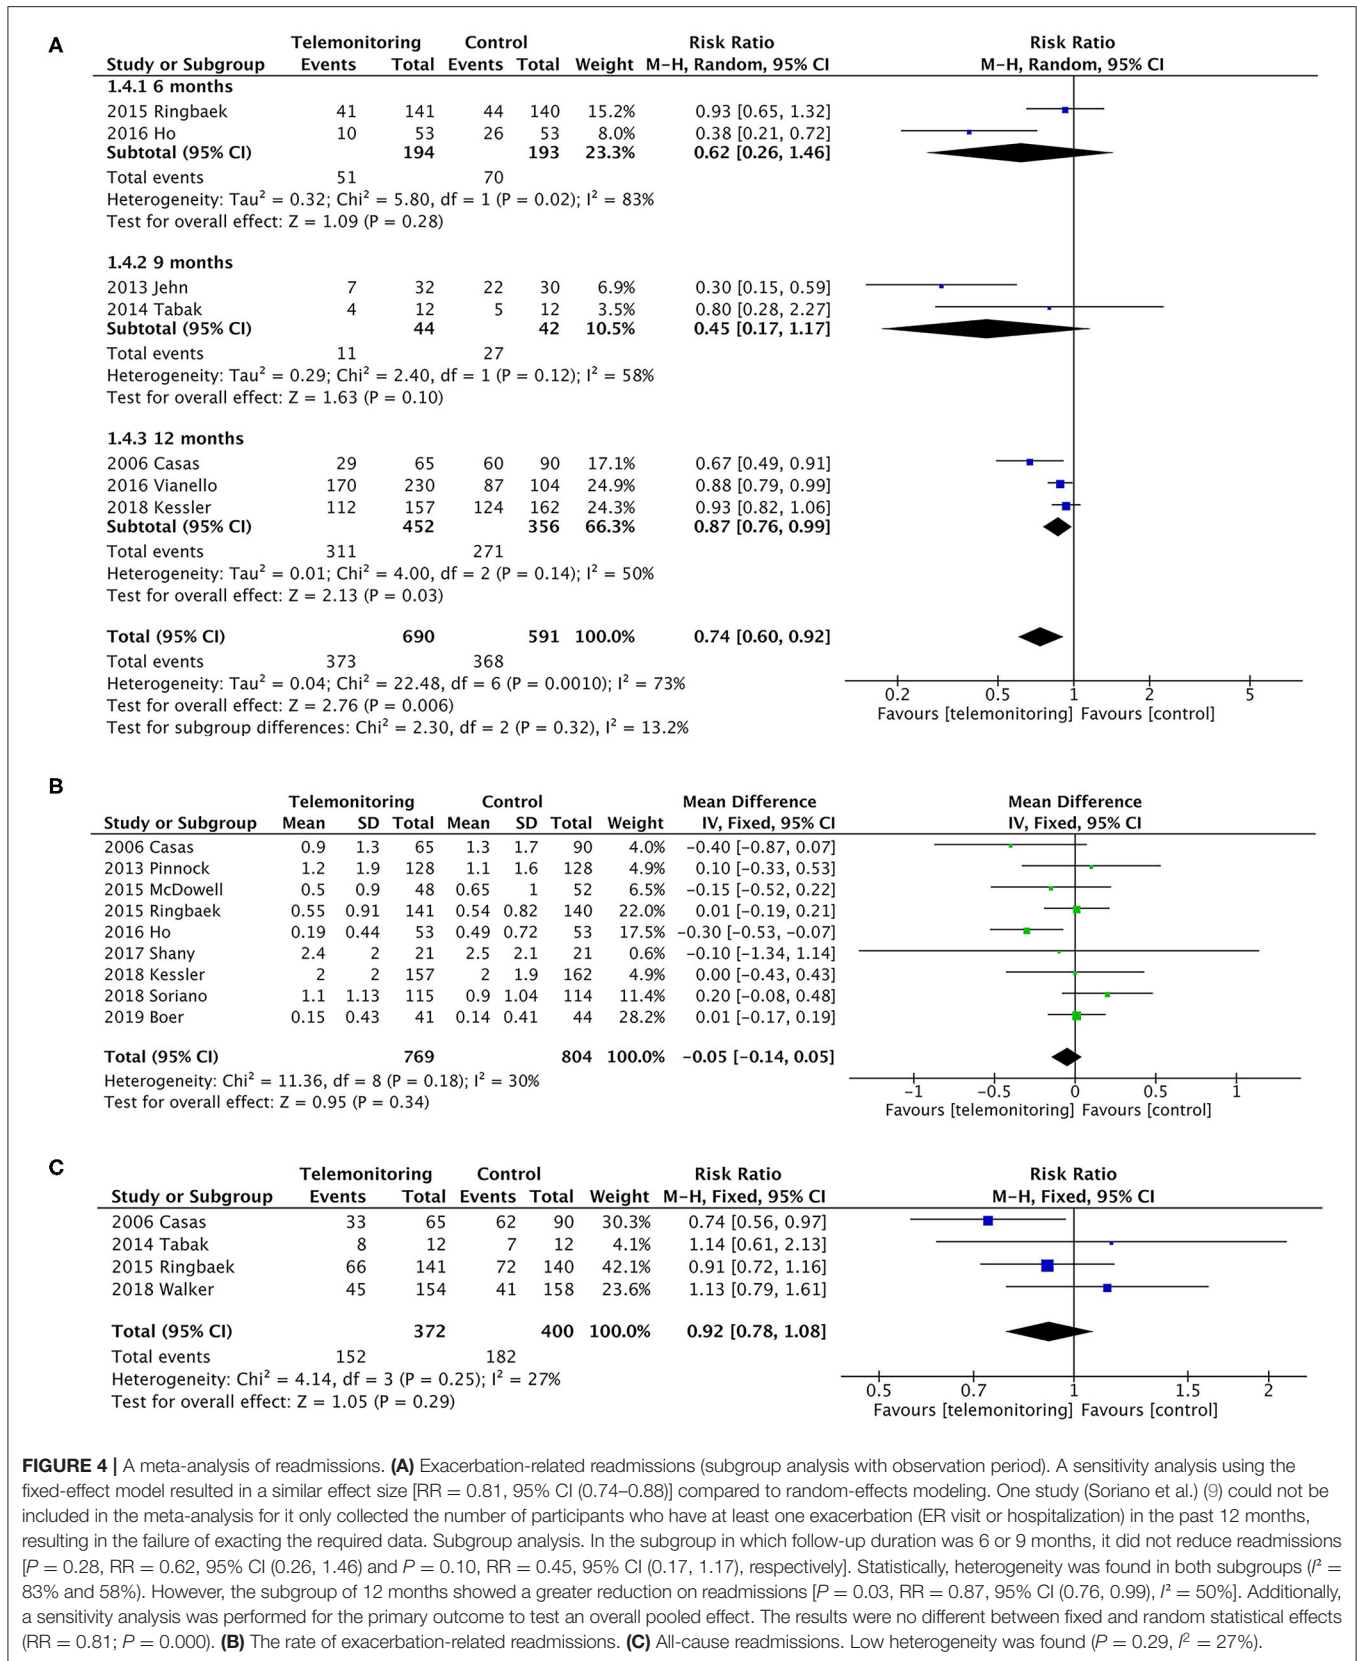 A
Telemonitoring Control Risk Ratio Risk Ratio
Study or Subgroup Events Total Events Total Weight M-H, Random, 95% CI M-H, Random, 95% CI
1.4.1 6 months
2015 Ringbaek 41 141 44 140 15.2% 0.93 [0.65, 1.32]
2016 Ho 10 53 26 53 8.0% 0.38 [0.21, 0.72]
Subtotal (95% CI) 194 193 23.3% 0.62 [0.26, 1.46]
Total events 51 70
Heterogeneity: Tau² = 0.32; Chi² = 5.80, df = 1 (P = 0.02); I² = 83%
Test for overall effect: Z = 1.09 (P = 0.28)
1.4.2 9 months
2013 Jehn 7 32 22 30 6.9% 0.30 [0.15, 0.59]
2014 Tabak 4 12 5 12 3.5% 0.80 [0.28, 2.27]
Subtotal (95% CI) 44 42 10.5% 0.45 [0.17, 1.17]
Total events 11 27
Heterogeneity: Tau² = 0.29; Chi² = 2.40, df = 1 (P = 0.12); I² = 58%
Test for overall effect: Z = 1.63 (P = 0.10)
1.4.3 12 months
2006 Casas 29 65 60 90 17.1% 0.67 [0.49, 0.91]
2016 Vianello 170 230 87 104 24.9% 0.88 [0.79, 0.99]
2018 Kessler 112 157 124 162 24.3% 0.93 [0.82, 1.06]
Subtotal (95% CI) 452 356 66.3% 0.87 [0.76, 0.99]
Total events 311 271
Heterogeneity: Tau² = 0.01; Chi² = 4.00, df = 2 (P = 0.14); I² = 50%
Test for overall effect: Z = 2.13 (P = 0.03)
Total (95% CI) 690 591 100.0% 0.74 [0.60, 0.92]
Total events 373 368
Heterogeneity: Tau² = 0.04; Chi² = 22.48, df = 6 (P = 0.0010); I² = 73%
Test for overall effect: Z = 2.76 (P = 0.006)
Test for subgroup differences: Chi² = 2.30, df = 2 (P = 0.32), I² = 13.2%
0.2 0.5 1 2 5
Favours [telemonitoring] Favours [control]
B
Telemonitoring Control Mean Difference Mean Difference
Study or Subgroup Mean SD Total Mean SD Total Weight IV, Fixed, 95% CI IV, Fixed, 95% CI
2006 Casas 0.9 1.3 65 1.3 1.7 90 4.0% -0.40 [-0.87, 0.07]
2013 Pinnock 1.2 1.9 128 1.1 1.6 128 4.9% 0.10 [-0.33, 0.53]
2015 McDowell 0.5 0.9 48 0.65 1 52 6.5% -0.15 [-0.52, 0.22]
2015 Ringbaek 0.55 0.91 141 0.54 0.82 140 22.0% 0.01 [-0.19, 0.21]
2016 Ho 0.19 0.44 53 0.49 0.72 53 17.5% -0.30 [-0.53, -0.07]
2017 Shany 2.4 2 21 2.5 2.1 21 0.6% -0.10 [-1.34, 1.14]
2018 Kessler 2 2 157 2 1.9 162 4.9% 0.00 [-0.43, 0.43]
2018 Soriano 1.1 1.13 115 0.9 1.04 114 11.4% 0.20 [-0.08, 0.48]
2019 Boer 0.15 0.43 41 0.14 0.41 44 28.2% 0.01 [-0.17, 0.19]
Total (95% CI) 769 804 100.0% -0.05 [-0.14, 0.05]
Heterogeneity: Chi² = 11.36, df = 8 (P = 0.18); I² = 30%
Test for overall effect: Z = 0.95 (P = 0.34)
-1 -0.5 0 0.5 1
Favours [telemonitoring] Favours [control]
C
Telemonitoring Control Risk Ratio Risk Ratio
Study or Subgroup Events Total Events Total Weight M-H, Fixed, 95% CI M-H, Fixed, 95% CI
2006 Casas 33 65 62 90 30.3% 0.74 [0.56, 0.97]
2014 Tabak 8 12 7 12 4.1% 1.14 [0.61, 2.13]
2015 Ringbaek 66 141 72 140 42.1% 0.91 [0.72, 1.16]
2018 Walker 45 154 41 158 23.6% 1.13 [0.79, 1.61]
Total (95% CI) 372 400 100.0% 0.92 [0.78, 1.08]
Total events 152 182
Heterogeneity: Chi² = 4.14, df = 3 (P = 0.25); I² = 27%
Test for overall effect: Z = 1.05 (P = 0.29)
0.5 0.7 1 1.5 2
Favours [telemonitoring] Favours [control]
FIGURE 4 | A meta-analysis of readmissions. (A) Exacerbation-related readmissions (subgroup analysis with observation period). A sensitivity analysis using the
fixed-effect model resulted in a similar effect size [RR = 0.81, 95% CI (0.74–0.88)] compared to random-effects modeling. One study (Soriano et al.) (9) could not be
included in the meta-analysis for it only collected the number of participants who have at least one exacerbation (ER visit or hospitalization) in the past 12 months,
resulting in the failure of exacting the required data. Subgroup analysis. In the subgroup in which follow-up duration was 6 or 9 months, it did not reduce readmissions
[P = 0.28, RR = 0.62, 95% CI (0.26, 1.46) and P = 0.10, RR = 0.45, 95% CI (0.17, 1.17), respectively]. Statistically, heterogeneity was found in both subgroups (I² =
83% and 58%). However, the subgroup of 12 months showed a greater reduction on readmissions [P = 0.03, RR = 0.87, 95% CI (0.76, 0.99), I² = 50%]. Additionally,
a sensitivity analysis was performed for the primary outcome to test an overall pooled effect. The results were no different between fixed and random statistical effects
(RR = 0.81; P = 0.000). (B) The rate of exacerbation-related readmissions. (C) All-cause readmissions. Low heterogeneity was found (P = 0.29, I² = 27%).